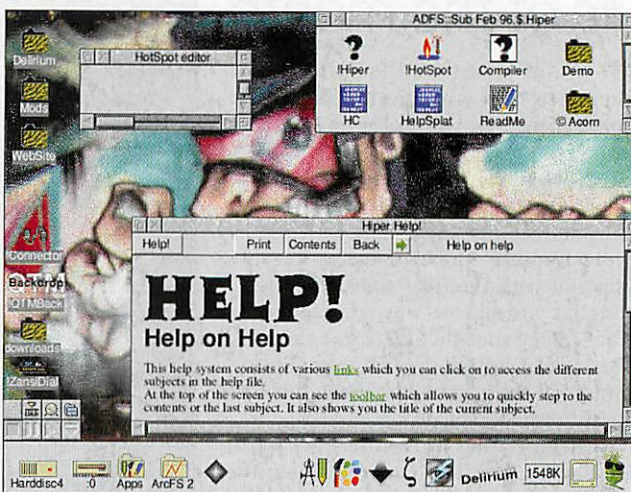 Delirium
Mods
WebSite
!Connector
Backdrop
QTM
!QTMBack
downloads
!ZansiDial
HotSpot editor
ADFS::Sub Feb 96.$.Hiper
!Hiper
!HotSpot
Compiler
Demo
HC
HelpSplat
ReadMe
© Acorn
Hiper Help!
Help!
Print
Contents
Back
Help on help
HELP!
Help on Help
This help system consists of various links which you can click on to access the different
subjects in the help file.
At the top of the screen you can see the toolbar which allows you to quickly step to the
contents or the last subject. It also shows you the title of the current subject.
Harddisc4
:0
Apps
ArcFS 2
Delirium
1548K